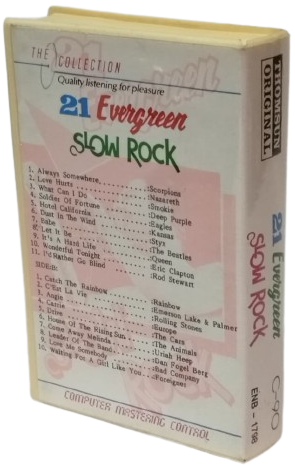 THE COLLECTION
Quality listening for pleasure
21 Evergreen
SLOW ROCK
1. Always Somewhere..........:Scorpions
2. Love Hurts..........:Nazareth
3. What Can I Do..........:Smokie
4. Soldier Of Fortune..........:Deep Purple
5. Hotel California..........:Eagles
6. Dust In The Wind..........:Kansas
7. Babe..........:Styx
8. Let It Be..........:The Beatles
9. It's A Hard Life..........:Queen
10. Wonderful Tonight..........:Eric Clapton
11. I'd Rather Go Blind..........:Rod Stewart
1. Catch The Rainbow..........:Rainbow
2. C'Est La Vie..........:Emerson Lake & Palmer
3. Angie..........:Rolling Stones
4. Carrie..........:Europe
5. Drive..........:The Cars
6. House Of The Rising Sun..........:The Animals
7. Come Away Melinda..........:Uriah Heep
8. Leader Of The Band..........:Dan Fogel Berg
9. Love Me Somebody..........:Bad Company
10. Waiting For A Girl Like You...:Foreigner
COMPUTER MASTERING CONTROL
THOMSUN
ORIGINAL
21 Evergreen
SLOW ROCK
ENB - 1798